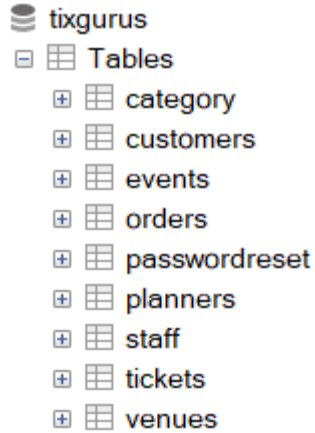 tixgurus
Tables
category
customers
events
orders
passwordreset
planners
staff
tickets
venues